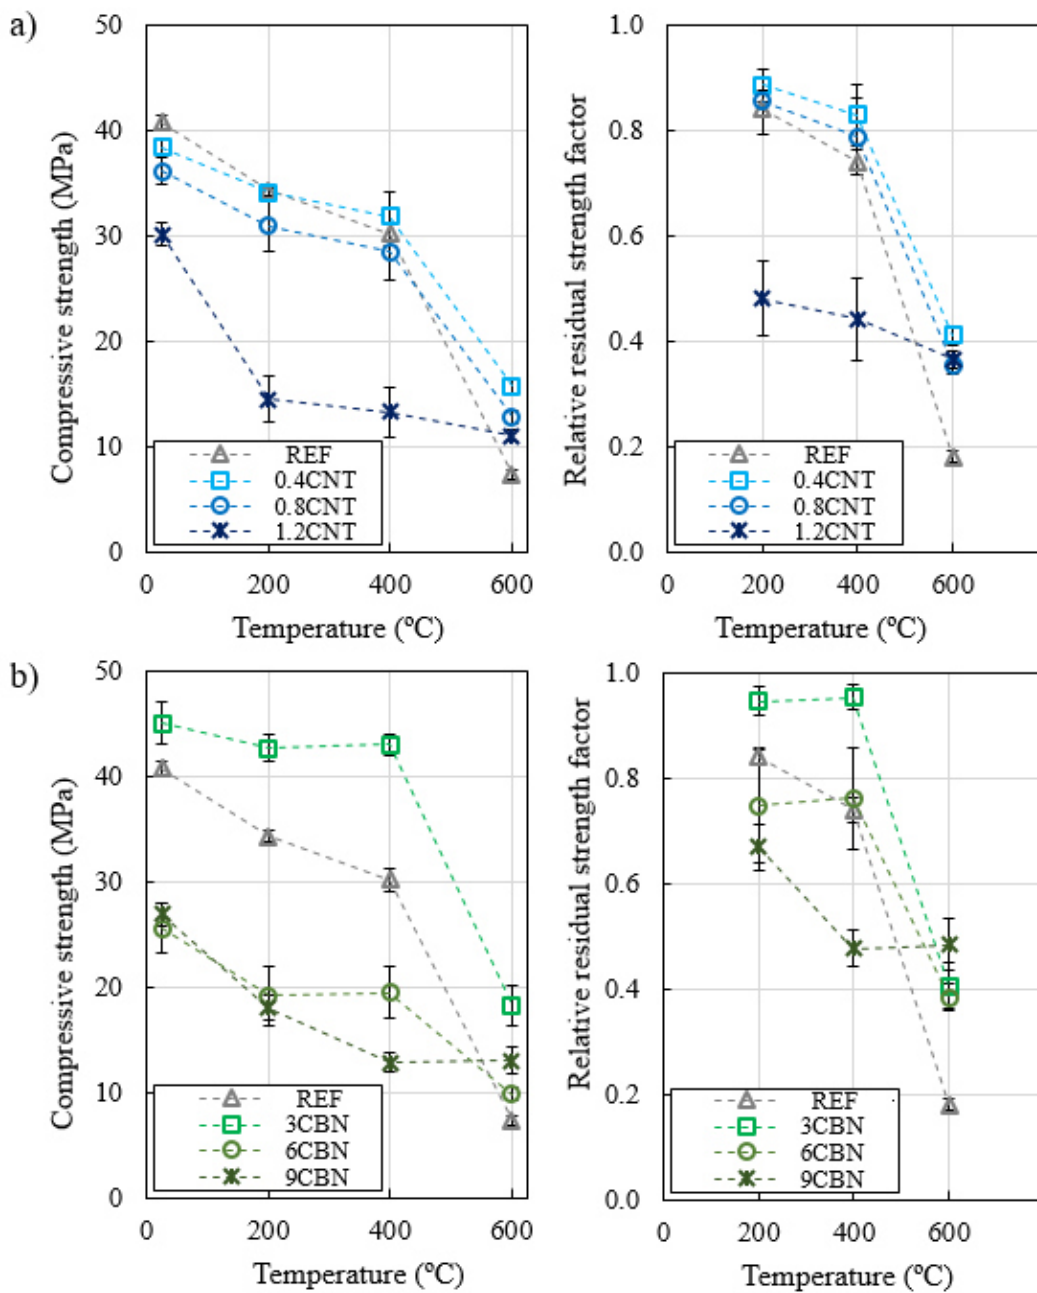 a)
Compressive strength (MPa)
50
40
30
20
10
0
REF
0.4CNT
0.8CNT
1.2CNT
0 200 400 600
Temperature (ºC)
Relative residual strength factor
1.0
0.8
0.6
0.4
0.2
0.0
REF
0.4CNT
0.8CNT
1.2CNT
0 200 400 600
Temperature (ºC)
b)
Compressive strength (MPa)
50
40
30
20
10
0
REF
3CBN
6CBN
9CBN
0 200 400 600
Temperature (ºC)
Relative residual strength factor
1.0
0.8
0.6
0.4
0.2
0.0
REF
3CBN
6CBN
9CBN
0 200 400 600
Temperature (ºC)